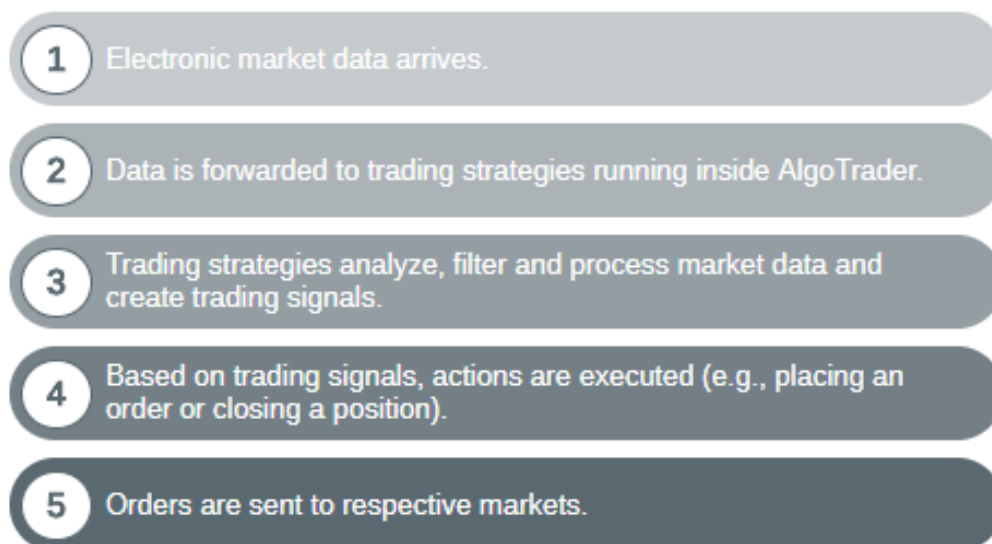 1 Electronic market data arrives.
2 Data is forwarded to trading strategies running inside AlgoTrader.
3 Trading strategies analyze, filter and process market data and
create trading signals.
4 Based on trading signals, actions are executed (e.g., placing an
order or closing a position).
5 Orders are sent to respective markets.